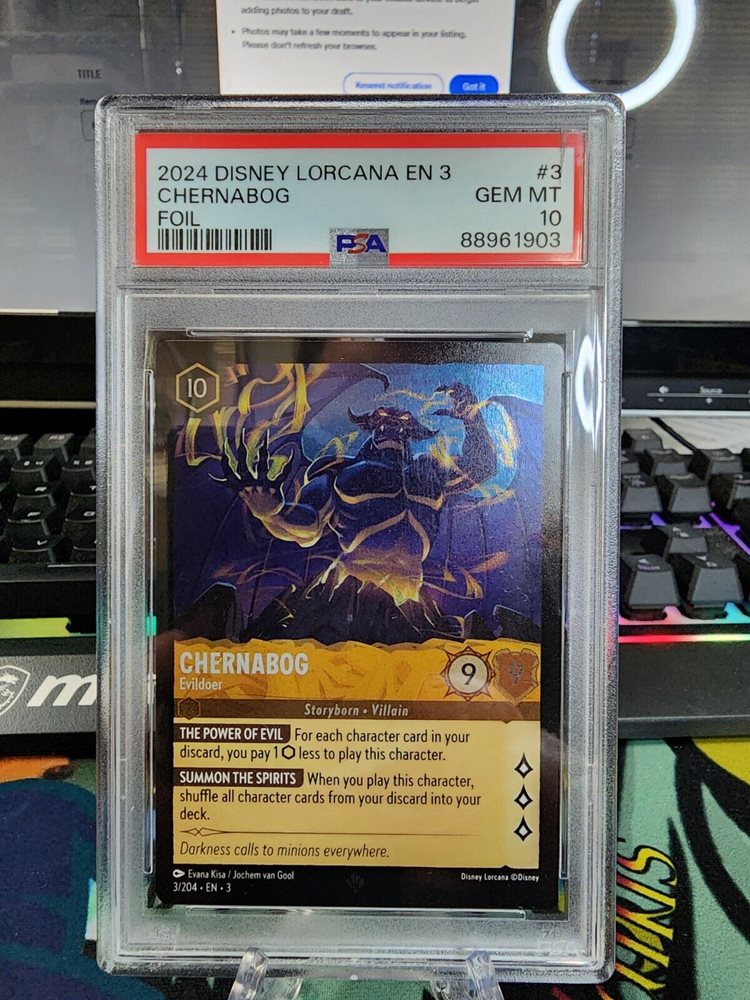 adding photos to your draft.
• Photos may take a few moments to appear in your listing.
Please don't refresh your browser.
Resend notification
Got it
TITLE
2024 DISNEY LORCANA EN 3 #3
CHERNABOG GEM MT
FOIL 10
PSA 88961903
10
CHERNABOG
Evildoer
9
Storyborn • Villain
THE POWER OF EVIL For each character card in your
discard, you pay 1 less to play this character.
SUMMON THE SPIRITS When you play this character,
shuffle all character cards from your discard into your
deck.
Darkness calls to minions everywhere.
Evana Kisa / Jochem van Gool
Disney Lorcana ©Disney
3/204 • EN • 3
Source